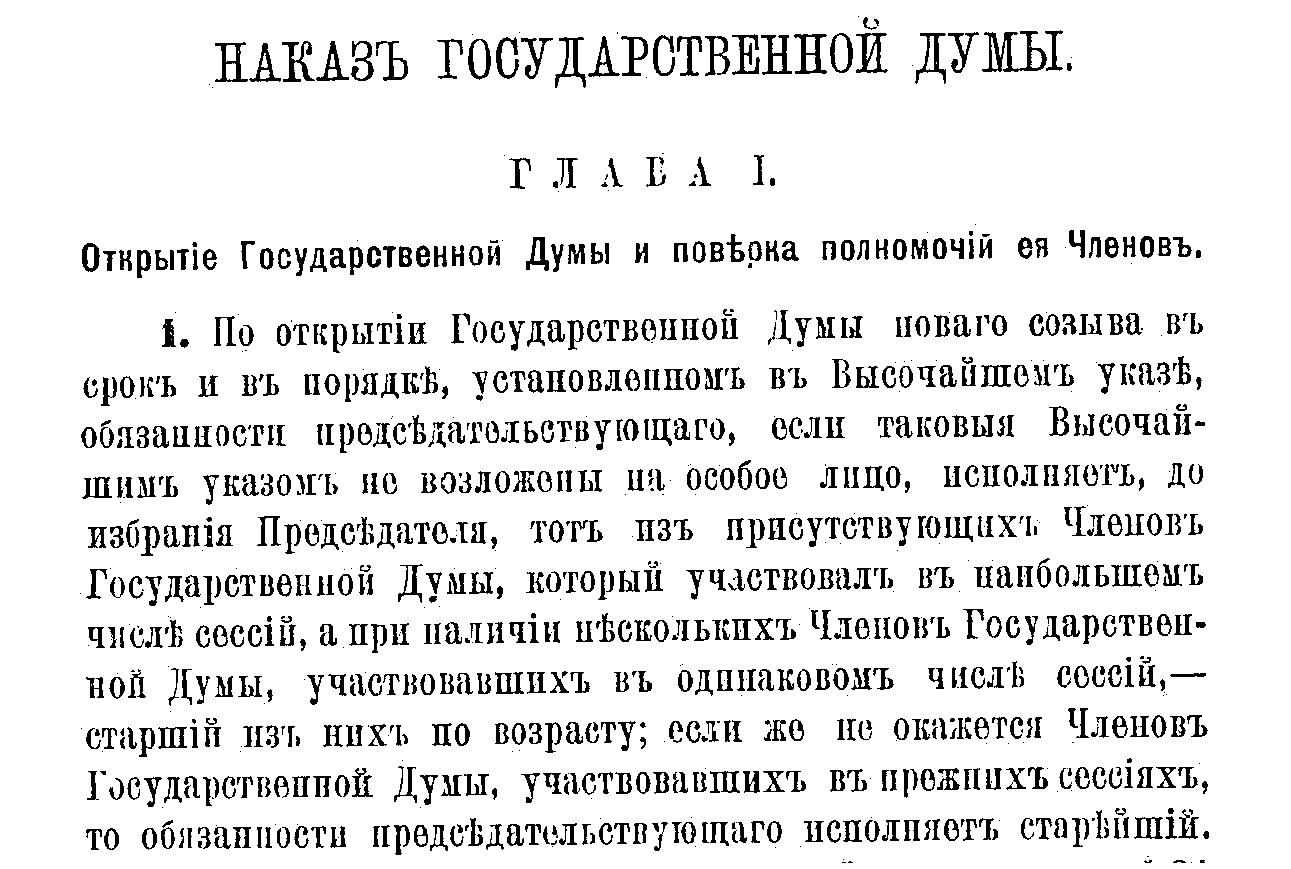 НАКАЗЪ ГОСУДАРСТВЕННОЙ ДУМЫ.
ГЛАВА I.
Открытіе Государственной Думы и повѣрка полномочій ея Членовъ.
1. По открытіи Государственной Думы новаго созыва въ
срокъ и въ порядкѣ, установленномъ въ Высочайшемъ указѣ,
обязанности предсѣдательствующаго, если таковыя Высочай-
шимъ указомъ не возложены на особое лицо, исполняетъ, до
избранія Предсѣдателя, тотъ изъ присутствующихъ Членовъ
Государственной Думы, который участвовалъ въ наибольшемъ
числѣ сессій, а при наличіи нѣсколькихъ Членовъ Государствен-
ной Думы, участвовавшихъ въ одинаковомъ числѣ сессій,—
старшій изъ нихъ по возрасту; если же не окажется Членовъ
Государственной Думы, участвовавшихъ въ прежнихъ сессіяхъ,
то обязанности предсѣдательствующаго исполняетъ старѣйшій.